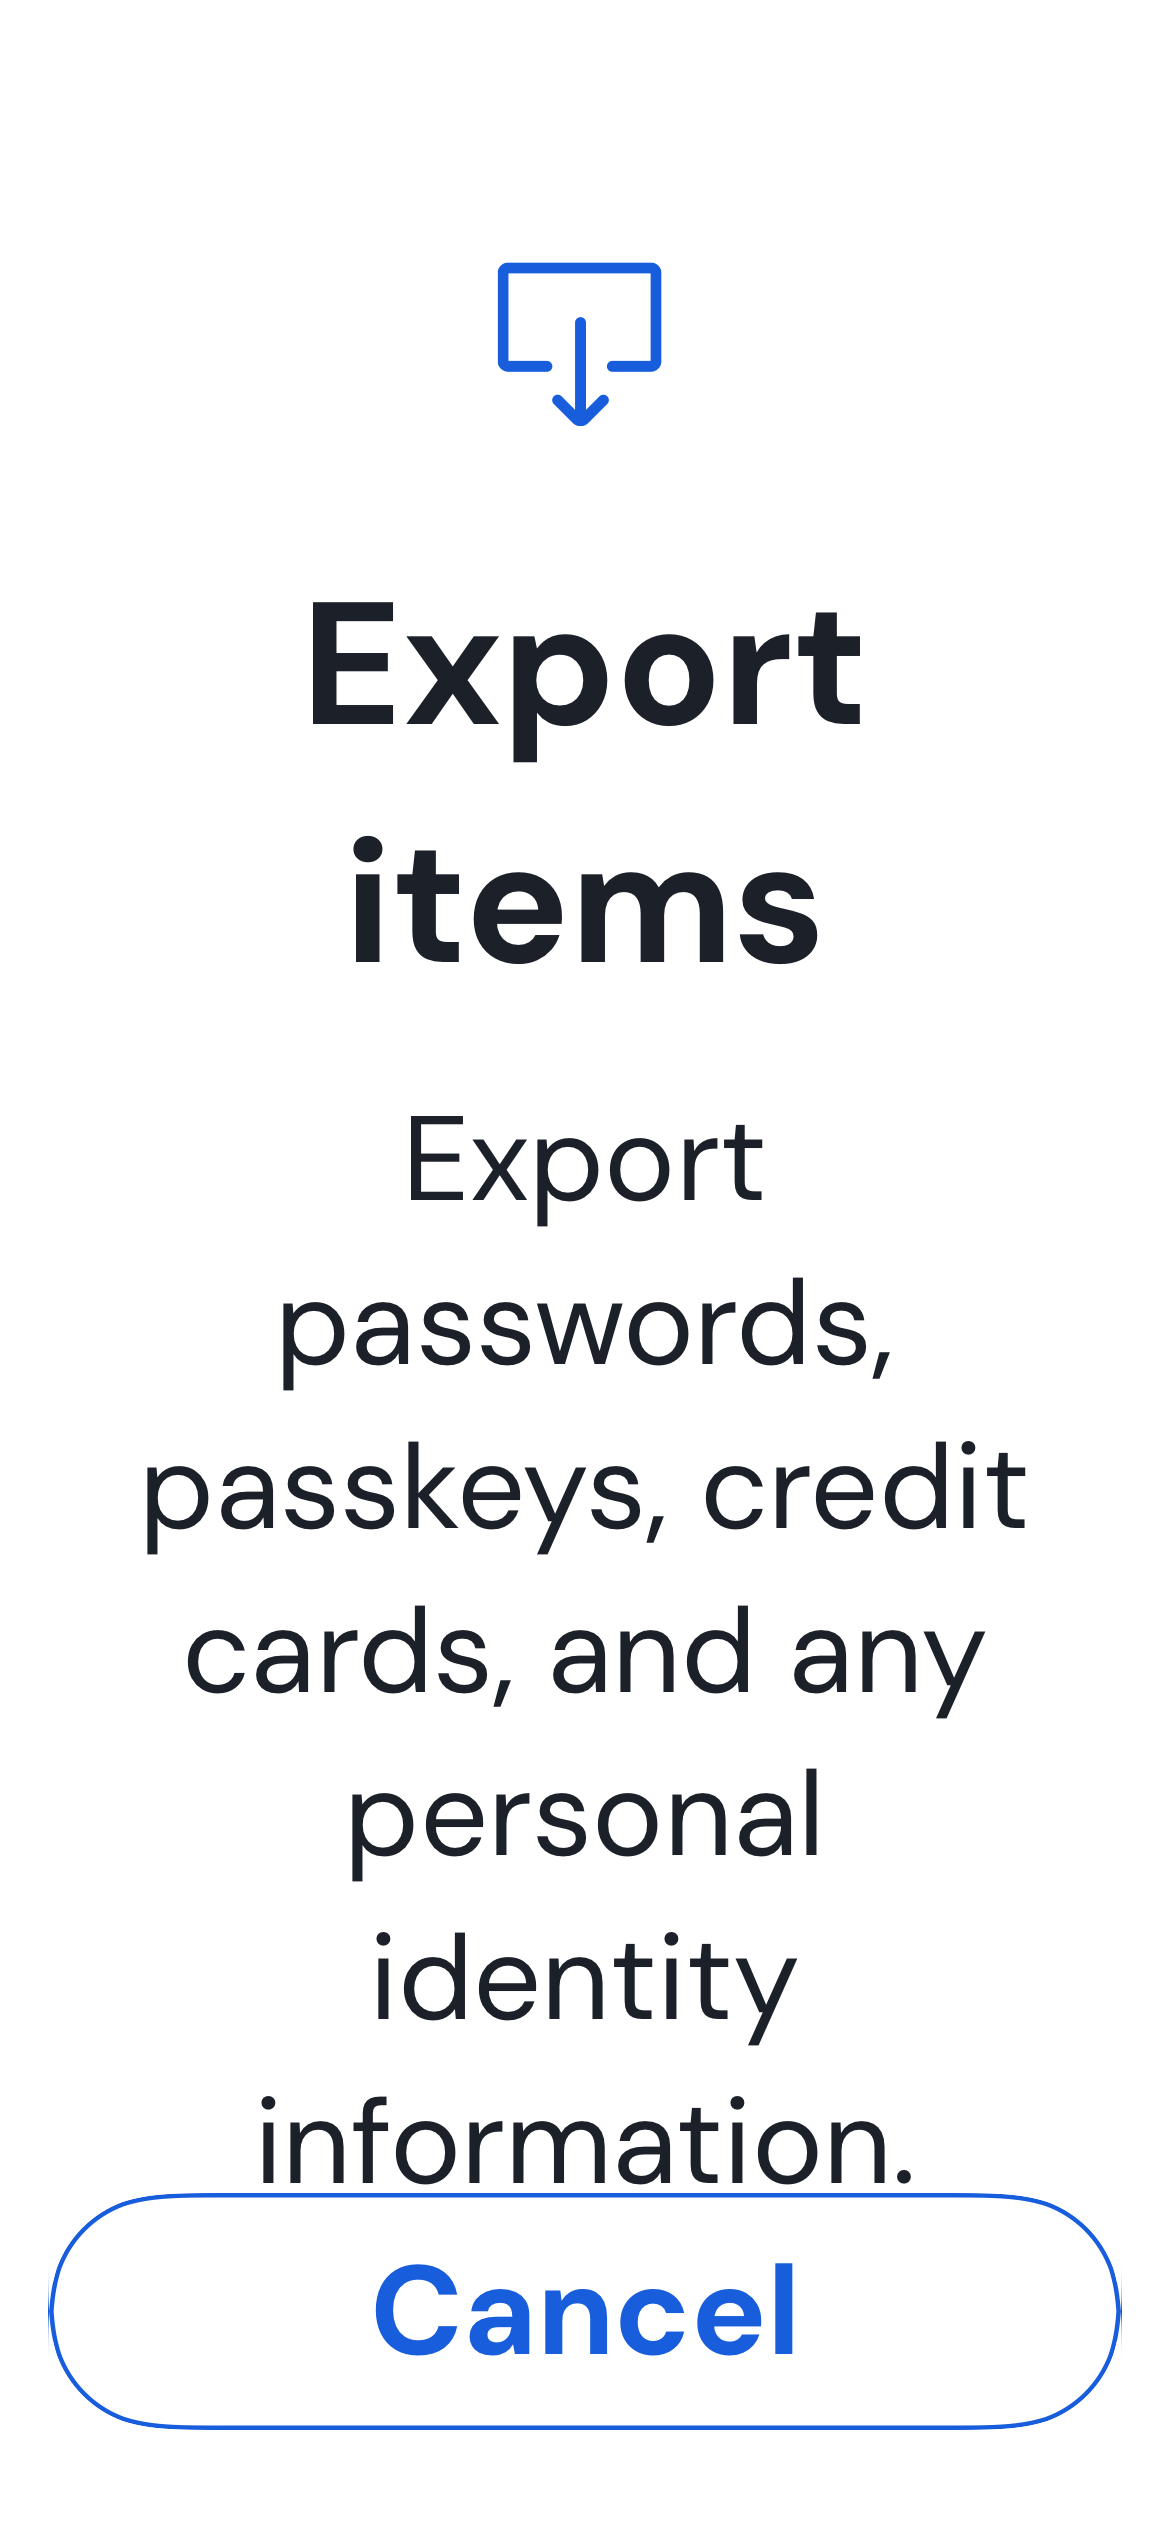 Export
items
Export
passwords,
passkeys, credit
cards, and any
personal
identity
information.
Cancel